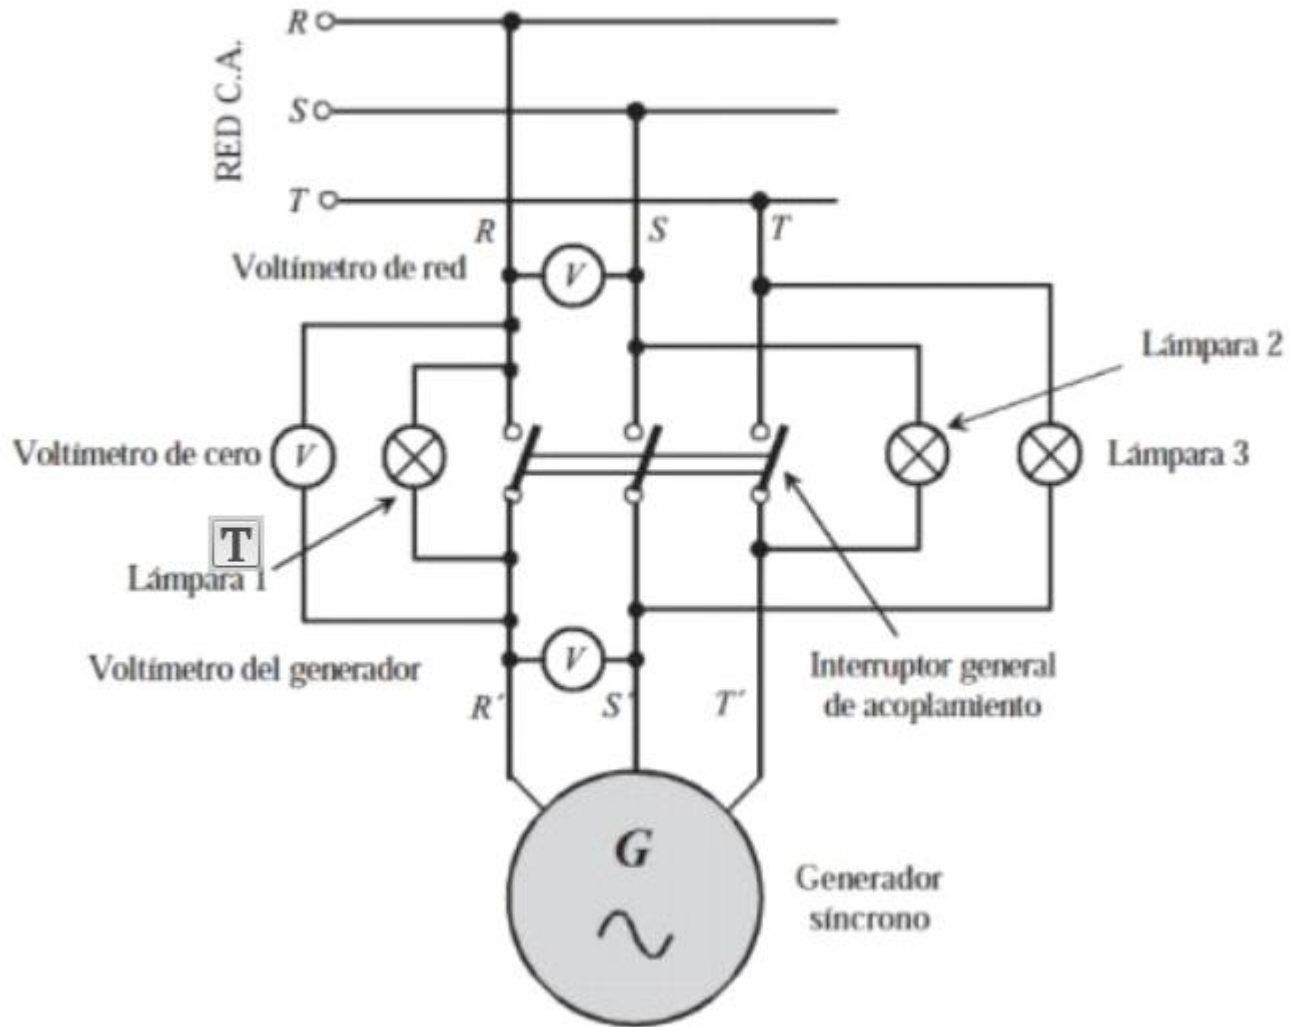 R
S
T
RED C.A.
R
S
T
Voltímetro de red
V
Lámpara 2
Voltímetro de cero
V
Lámpara 3
T
Lámpara 1
Voltímetro del generador
V
Interruptor general
de acoplamiento
R´
S´
T´
G
Generador
síncrono